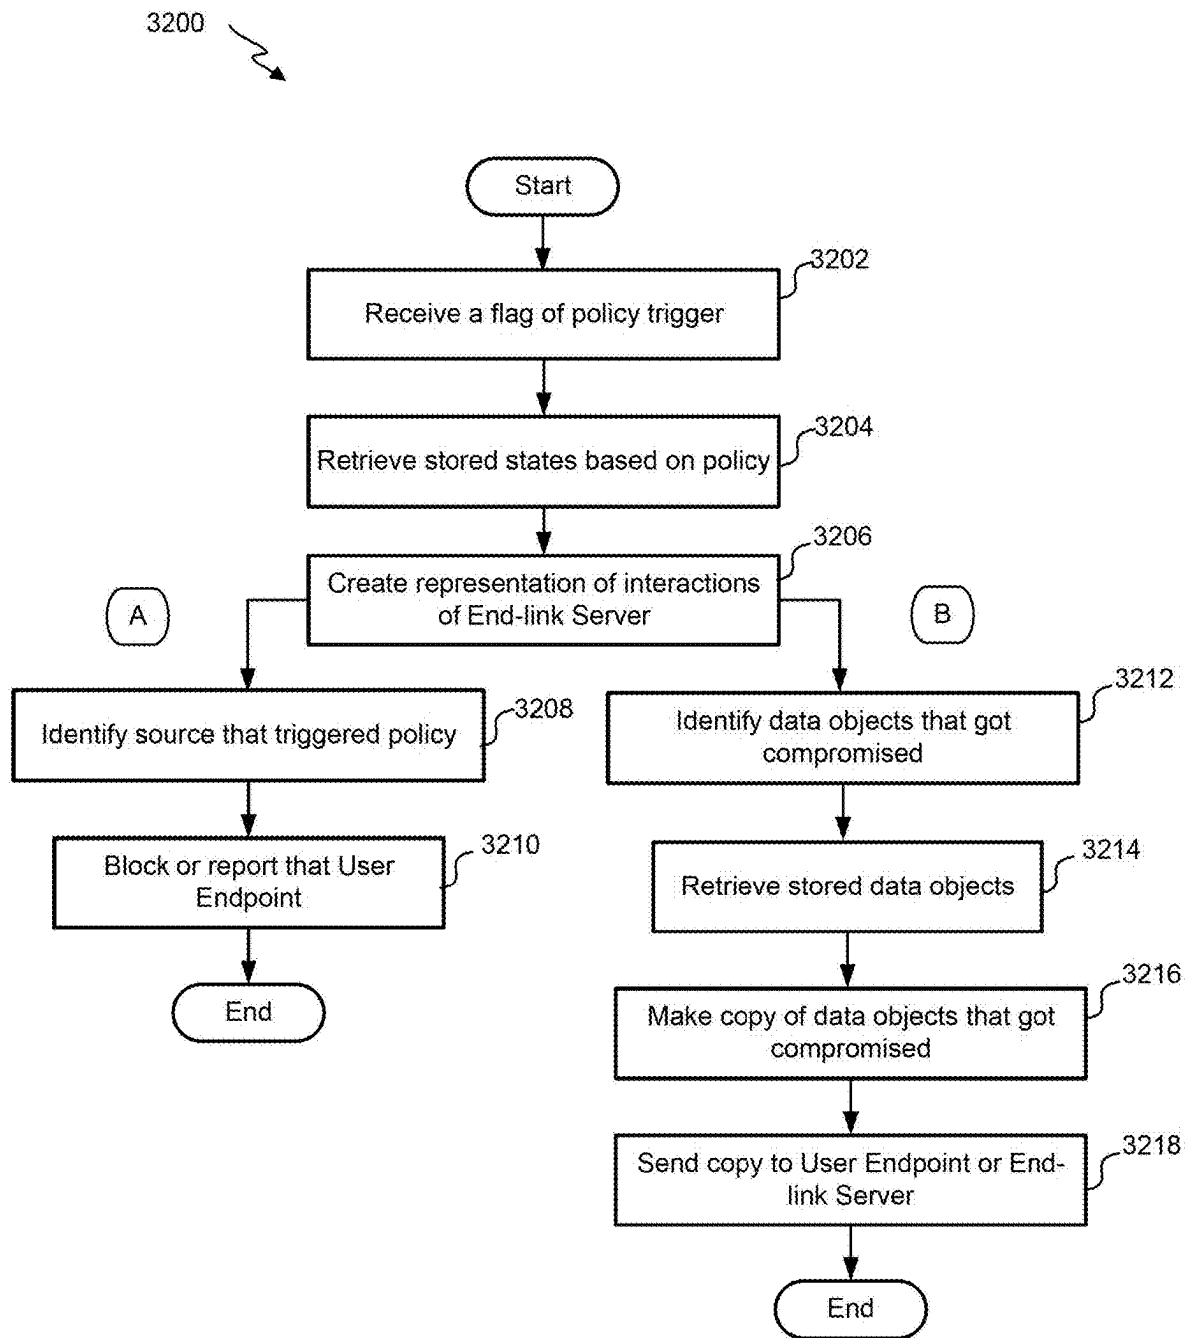 3200
Start
3202
Receive a flag of policy trigger
3204
Retrieve stored states based on policy
3206
Create representation of interactions
of End-link Server
A
B
3208
Identify source that triggered policy
3212
Identify data objects that got
compromised
3210
Block or report that User
Endpoint
3214
Retrieve stored data objects
End
3216
Make copy of data objects that got
compromised
3218
Send copy to User Endpoint or End-
link Server
End